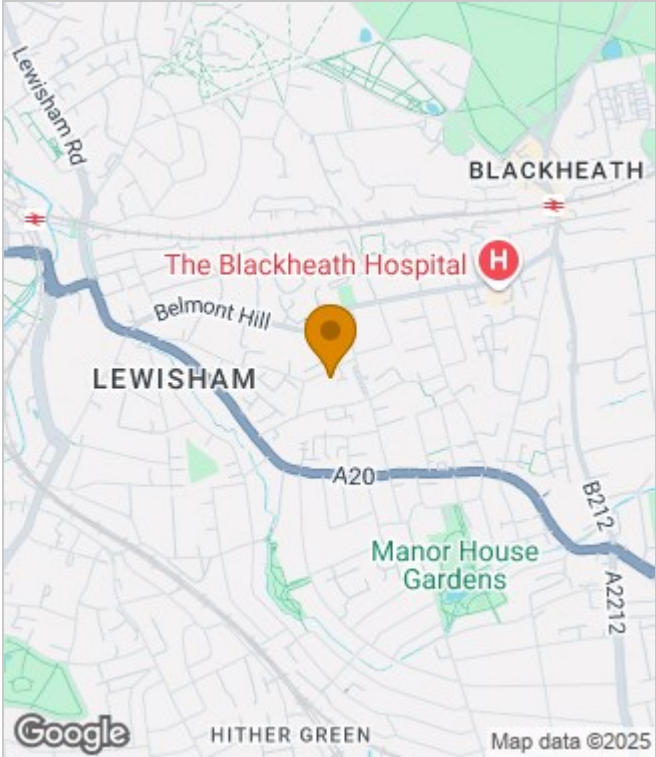 Lewisham Rd
BLACKHEATH
The Blackheath Hospital
H
Belmont Hill
LEWISHAM
A20
B212
Manor House
Gardens
A2212
HITHER GREEN
Google
Map data ©2025